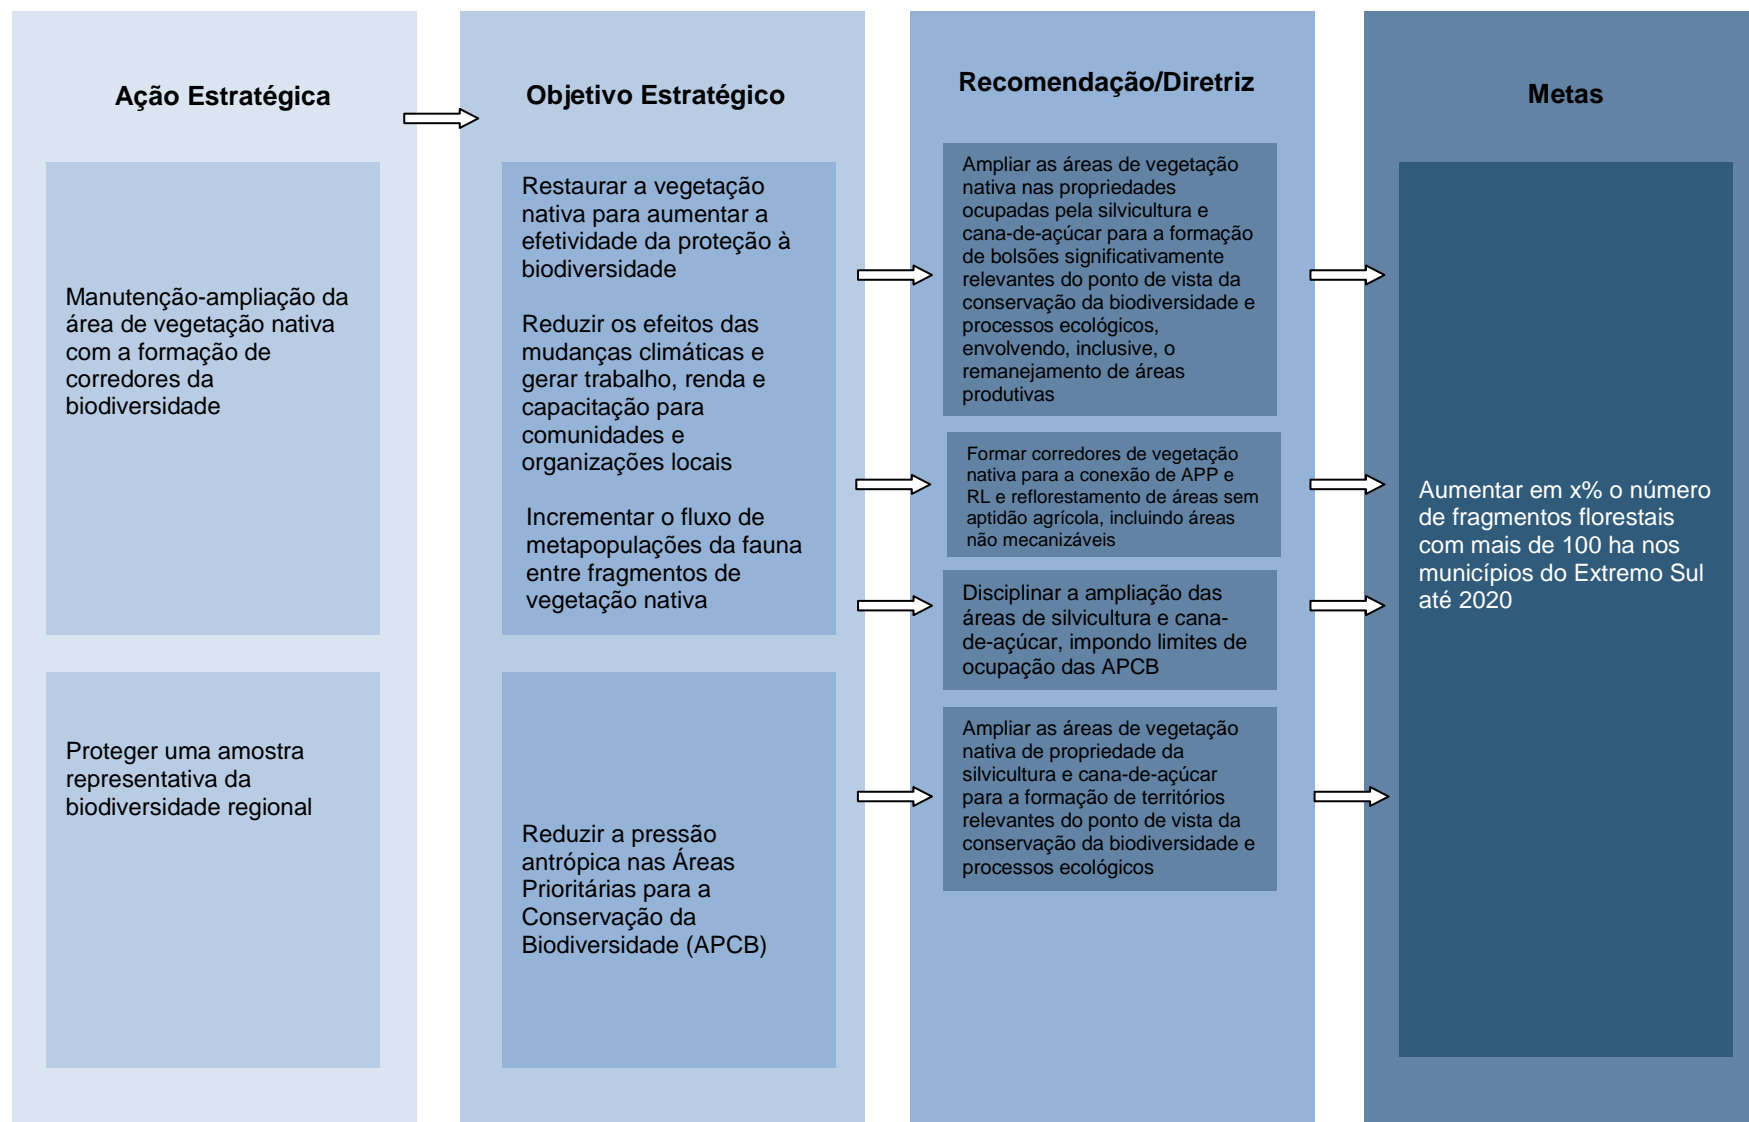 Ação Estratégica
Manutenção-ampliação da
área de vegetação nativa
com a formação de
corredores da
biodiversidade
Proteger uma amostra
representativa da
biodiversidade regional
Objetivo Estratégico
Restaurar a vegetação
nativa para aumentar a
efetividade da proteção à
biodiversidade
Reduzir os efeitos das
mudanças climáticas e
gerar trabalho, renda e
capacitação para
comunidades e
organizações locais
Incrementar o fluxo de
metapopulações da fauna
entre fragmentos de
vegetação nativa
Reduzir a pressão
antrópica nas Áreas
Prioritárias para a
Conservação da
Biodiversidade (APCB)
Recomendação/Diretriz
Ampliar as áreas de vegetação
nativa nas propriedades
ocupadas pela silvicultura e
cana-de-açúcar para a formação
de bolsões significativamente
relevantes do ponto de vista da
conservação da biodiversidade e
processos ecológicos,
envolvendo, inclusive, o
remanejamento de áreas
produtivas
Formar corredores de vegetação
nativa para a conexão de APP e
RL e reflorestamento de áreas sem
aptidão agrícola, incluindo áreas
não mecanizáveis
Disciplinar a ampliação das
áreas de silvicultura e cana-
de-açúcar, impondo limites de
ocupação das APCB
Ampliar as áreas de vegetação
nativa de propriedade da
silvicultura e cana-de-açúcar
para a formação de territórios
relevantes do ponto de vista da
conservação da biodiversidade e
processos ecológicos
Metas
Aumentar em x% o número
de fragmentos florestais
com mais de 100 ha nos
municípios do Extremo Sul
até 2020